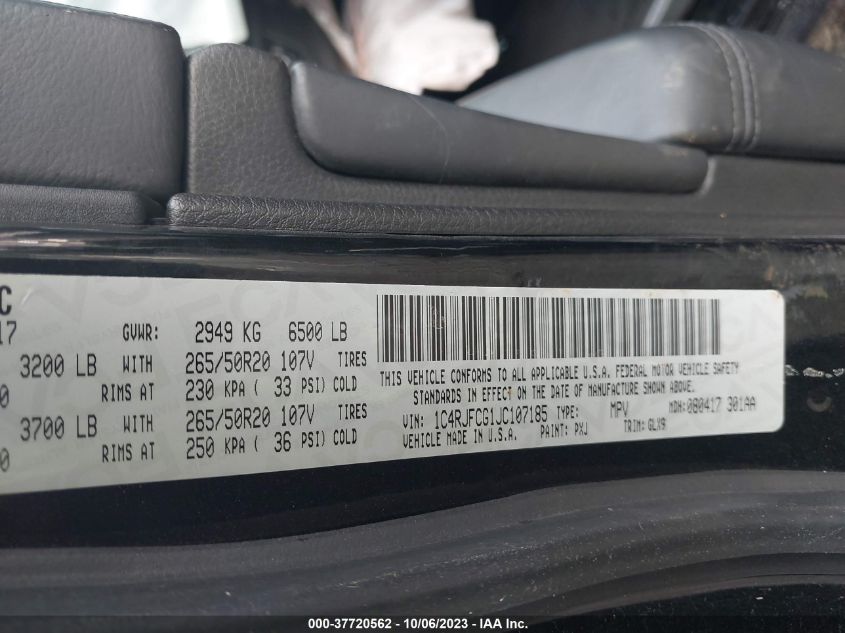 C
17
GVWR: 2949 KG 6500 LB
3200 LB WITH 265/50R20 107V TIRES
0 RIMS AT 230 KPA ( 33 PSI) COLD
3700 LB WITH 265/50R20 107V TIRES
0 RIMS AT 250 KPA ( 36 PSI) COLD
THIS VEHICLE CONFORMS TO ALL APPLICABLE U.S.A. FEDERAL MOTOR VEHICLE SAFETY
STANDARDS IN EFFECT ON THE DATE OF MANUFACTURE SHOWN ABOVE.
VIN: 1C4RJFCG1JC107185 TYPE: MPV MDH: 080417 301AA
VEHICLE MADE IN U.S.A. PAINT: PXJ TRIM: GLX9
000-37720562 - 10/06/2023 - IAA Inc.